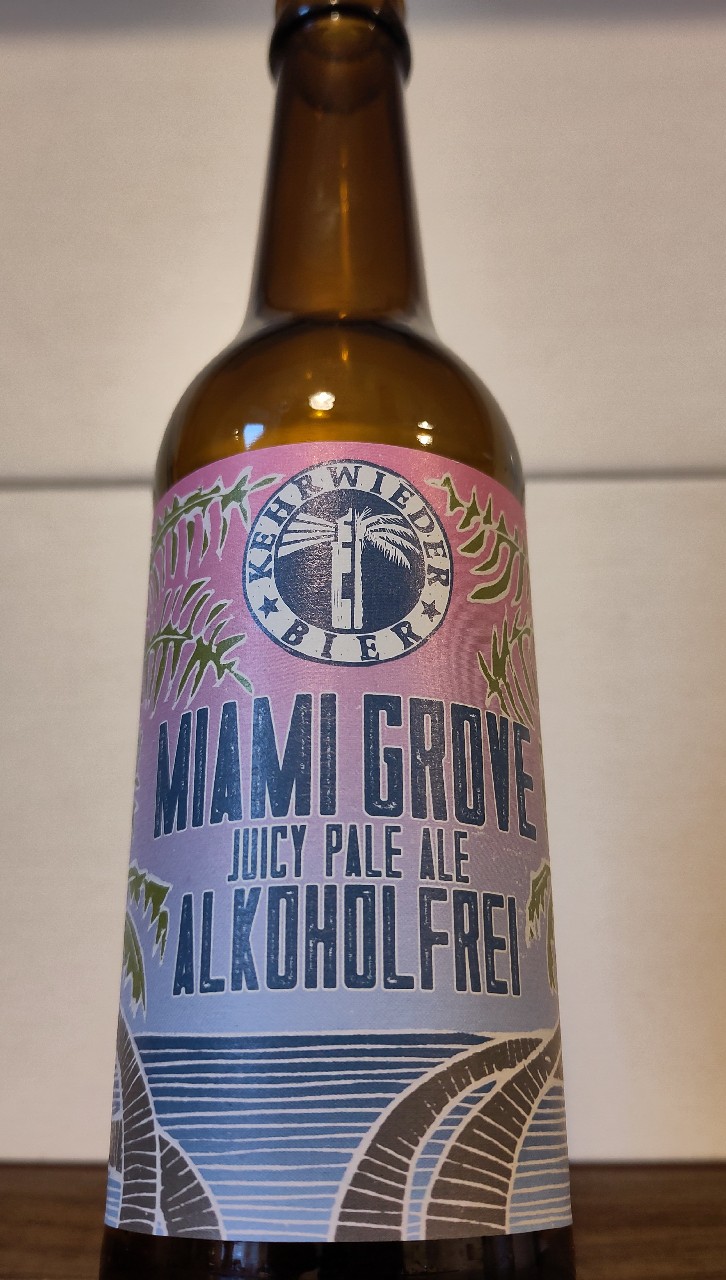 KEHRWIEDER
BIER
MIAMI GROVE
JUICY PALE ALE
ALKOHOLFREI